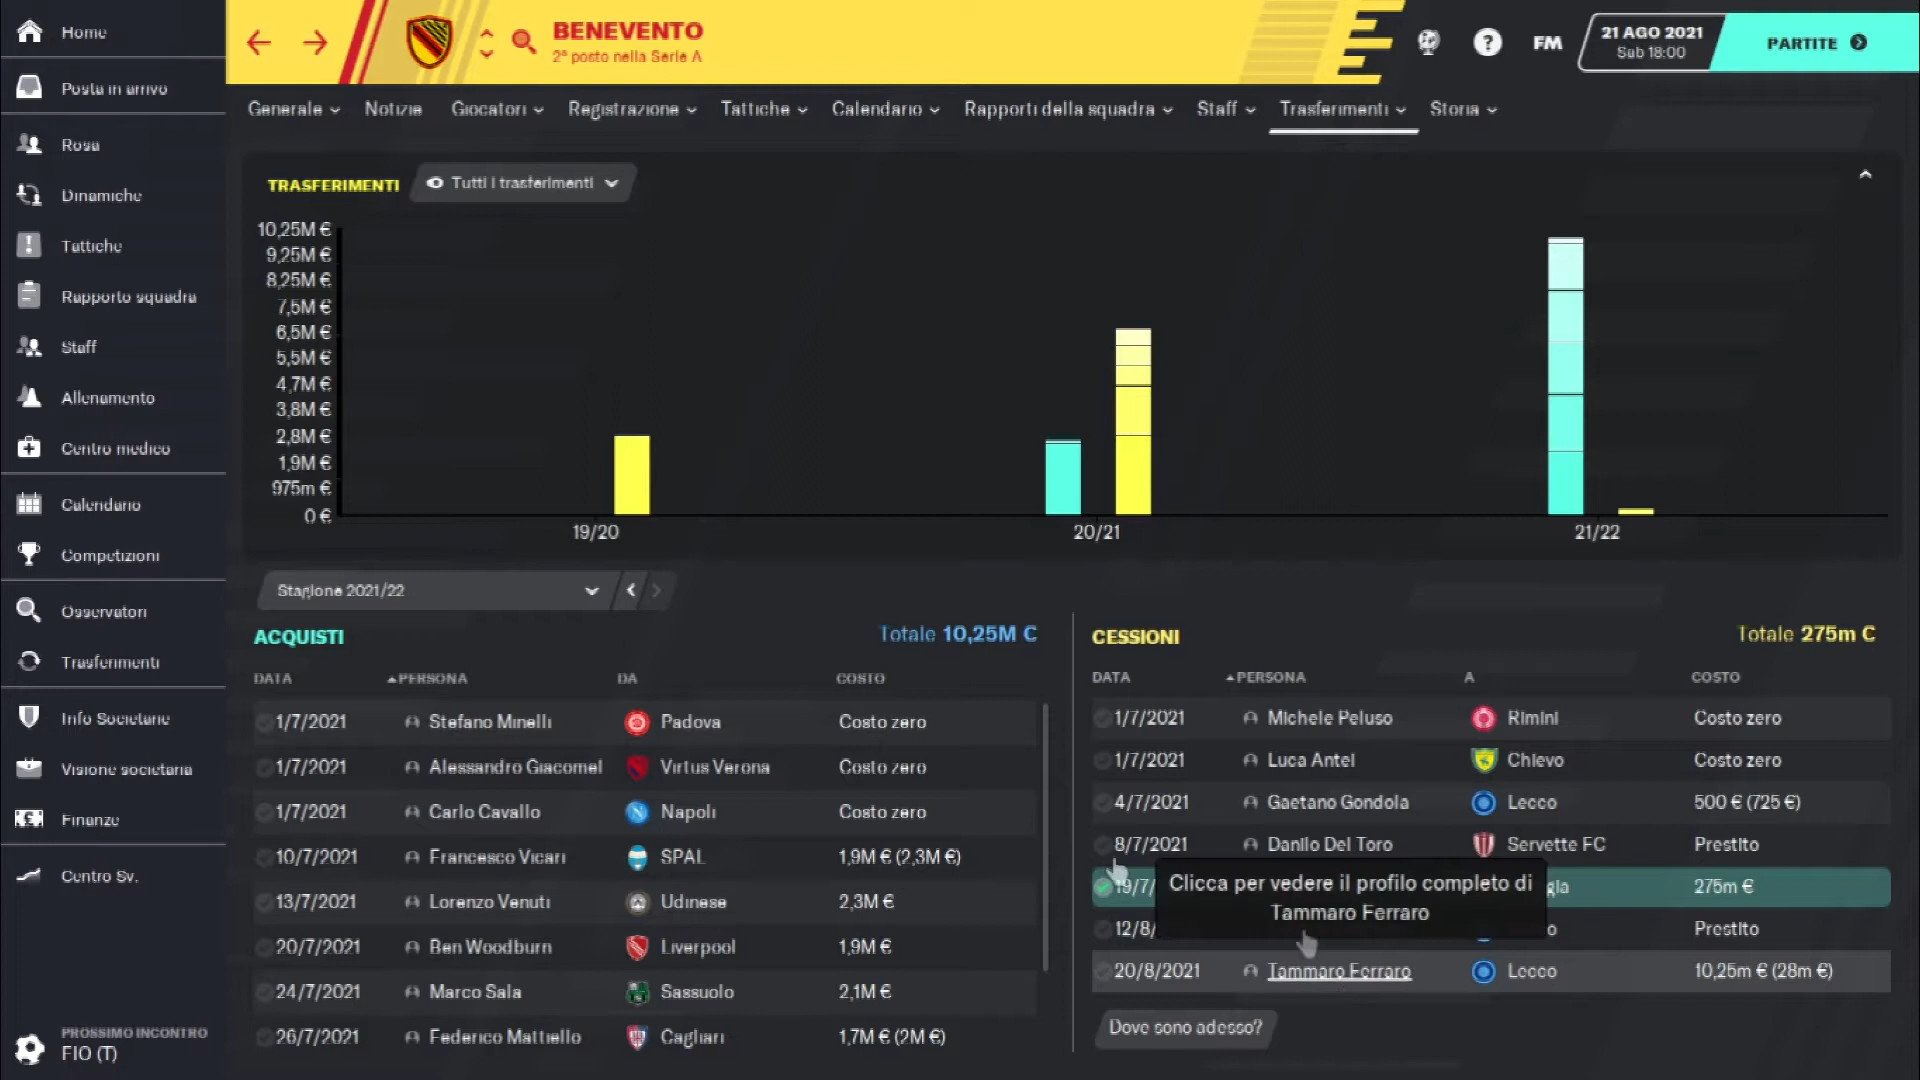 Home
Posta in arrivo
Rosa
Dinamiche
Tattiche
Rapporto squadra
Staff
Allenamento
Centro medico
Calendario
Competizioni
Osservatori
Trasferimenti
Info Societarie
Visione societaria
Finanze
Centro Sv.
PROSSIMO INCONTRO
FIO (T)
BENEVENTO
2ª posto nella Serie A
?
FM
21 AGO 2021
Sab 18:00
PARTITE
Generale Notizie Giocatori Registrazione Tattiche Calendario Rapporti della squadra Staff Trasferimenti Storia
TRASFERIMENTI Tutti i trasferimenti
10,25M €
9,25M €
8,25M €
7,5M €
6,5M €
5,5M €
4,7M €
3,8M €
2,8M €
1,9M €
975m €
0 €
19/20 20/21 21/22
Stagione 2021/22
ACQUISTI Totale 10,25M €
DATA PERSONA DA COSTO
1/7/2021 Stefano Minelli Padova Costo zero
1/7/2021 Alessandro Giacomel Virtus Verona Costo zero
1/7/2021 Carlo Cavallo Napoli Costo zero
10/7/2021 Francesco Vicari SPAL 1,9M € (2,3M €)
13/7/2021 Lorenzo Venuti Udinese 2,3M €
20/7/2021 Ben Woodburn Liverpool 1,9M €
24/7/2021 Marco Sala Sassuolo 2,1M €
26/7/2021 Federico Mattiello Cagliari 1,7M € (2M €)
CESSIONI Totale 275m €
DATA PERSONA A COSTO
1/7/2021 Michele Peluso Rimini Costo zero
1/7/2021 Luca Antei Chievo Costo zero
4/7/2021 Gaetano Gondola Lecco 500 € (725 €)
8/7/2021 Danilo Del Toro Servette FC Prestito
19/7/ gia 275m €
Clicca per vedere il profilo completo di
Tammaro Ferraro
12/8/ o Prestito
20/8/2021 Tammaro Ferraro Lecco 10,25m € (28m €)
Dove sono adesso?